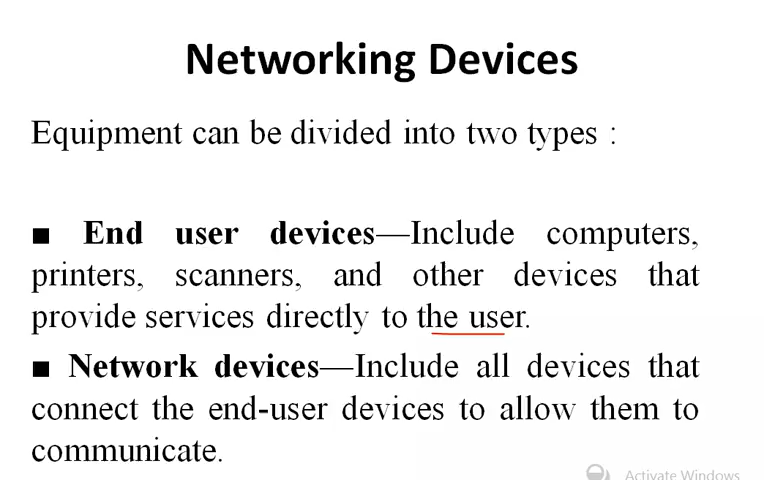 Networking Devices
Equipment can be divided into two types :
■ End user devices—Include computers,
printers, scanners, and other devices that
provide services directly to the user.
■ Network devices—Include all devices that
connect the end-user devices to allow them to
communicate.
Activate Windows